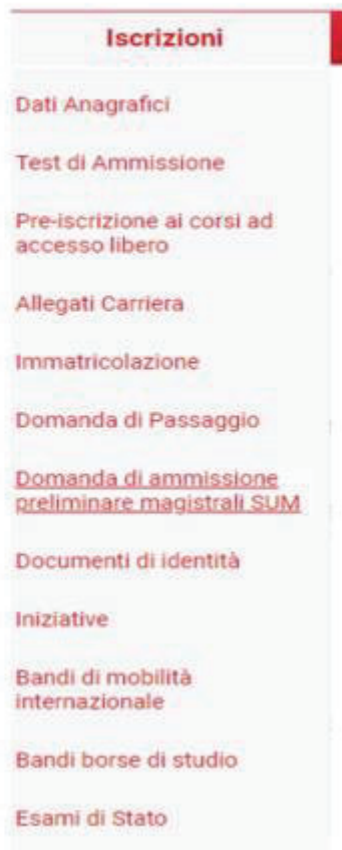 Iscrizioni
Dati Anagrafici
Test di Ammissione
Pre-iscrizione ai corsi ad
accesso libero
Allegati Carriera
Immatricolazione
Domanda di Passaggio
Domanda di ammissione
preliminare magistrali SUM
Documenti di identità
Iniziative
Bandi di mobilità
internazionale
Bandi borse di studio
Esami di Stato